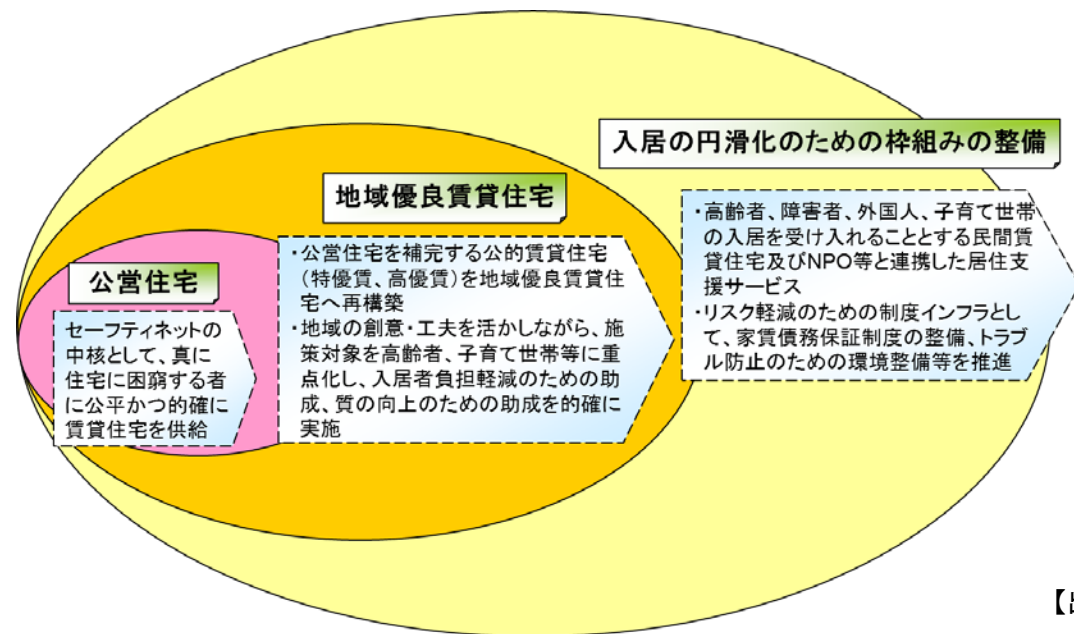 公営住宅
セーフティネットの
中核として、真に
住宅に困窮する者
に公平かつ的確に
賃貸住宅を供給
地域優良賃貸住宅
・公営住宅を補完する公的賃貸住宅
(特優賃、高優賃)を地域優良賃貸住
宅へ再構築
・地域の創意・工夫を活かしながら、施
策対象を高齢者、子育て世帯等に重
点化し、入居者負担軽減のための助
成、質の向上のための助成を的確に
実施
入居の円滑化のための枠組みの整備
・高齢者、障害者、外国人、子育て世帯
の入居を受け入れることとする民間賃
貸住宅及びNPO等と連携した居住支
援サービス
・リスク軽減のための制度インフラとし
て、家賃債務保証制度の整備、トラブ
ル防止のための環境整備等を推進